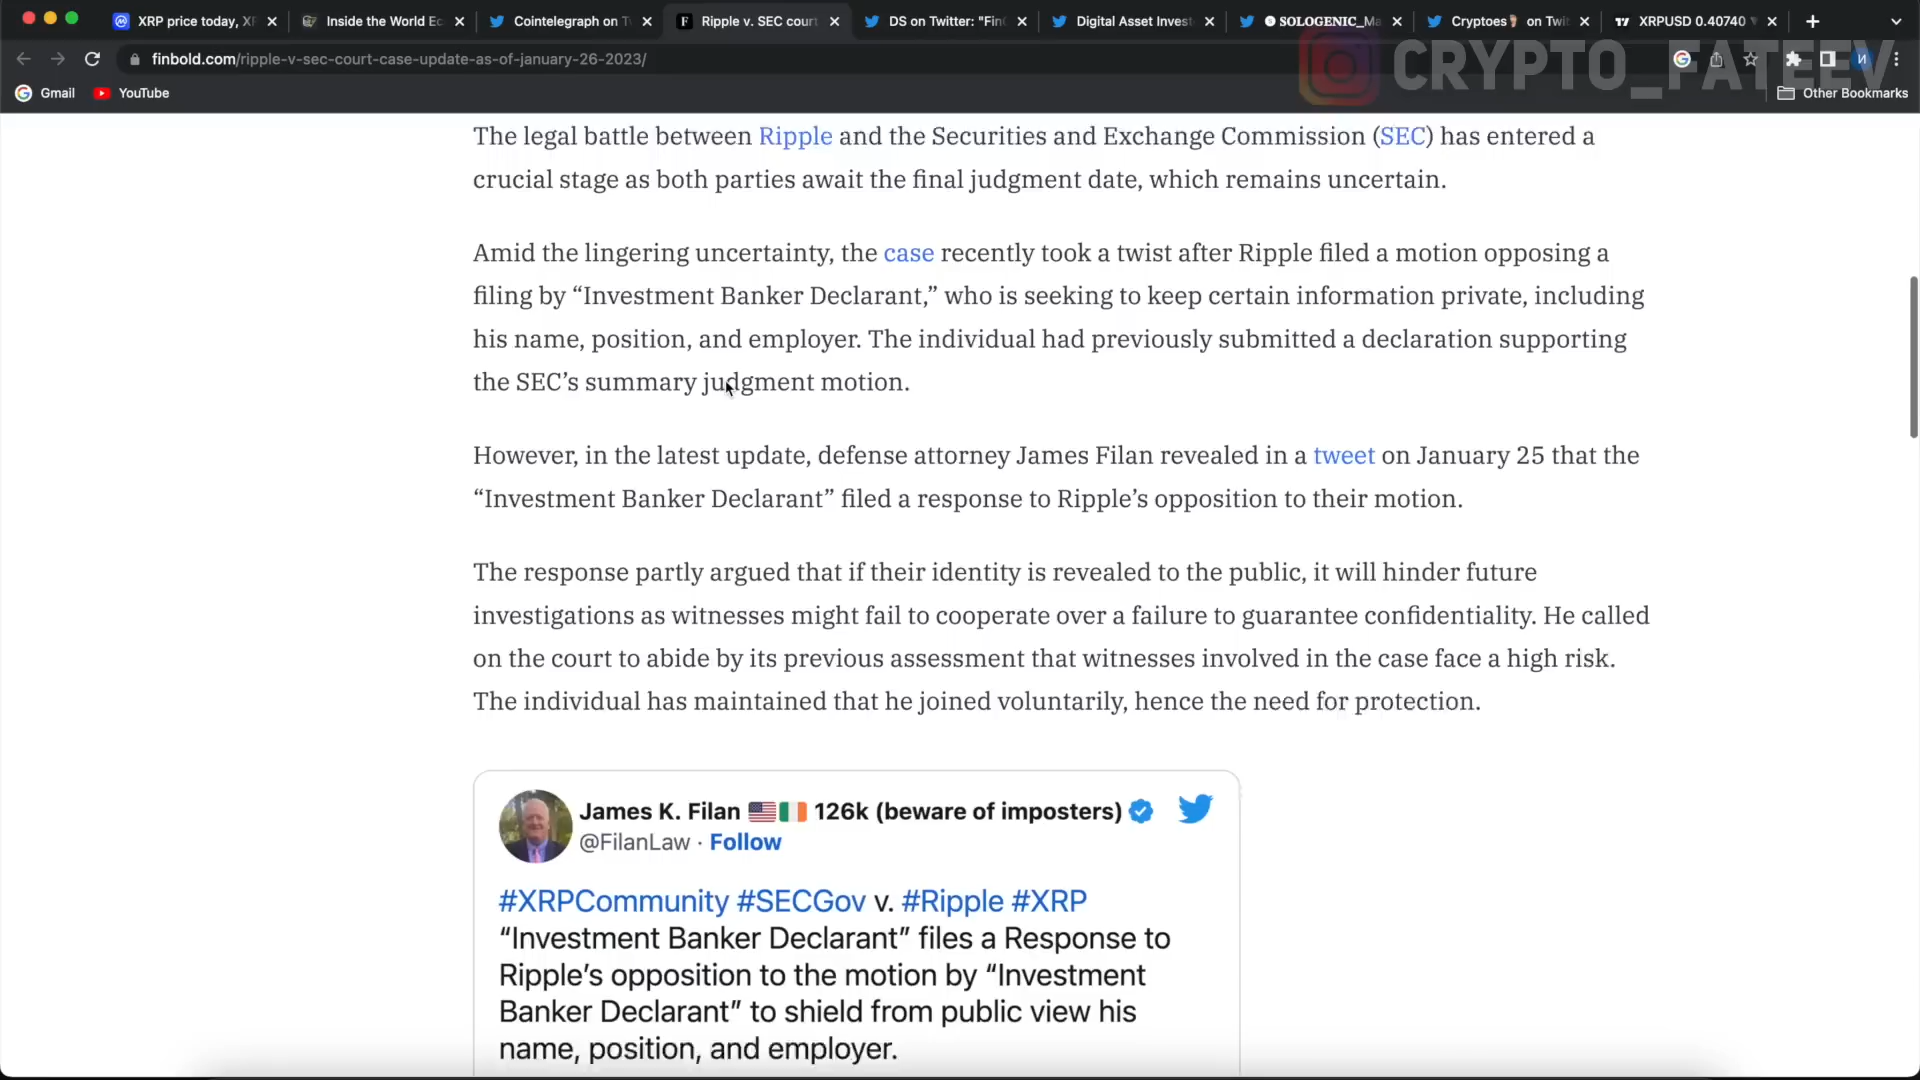 XRP price today, XR
Inside the World Ec
Cointelegraph on Tw
Ripple v. SEC court
DS on Twitter: "Fin
Digital Asset Invest
SOLOGENIC_Ma
Cryptoes on Twit
XRPUSD 0.40740
finbold.com/ripple-v-sec-court-case-update-as-of-january-26-2023/
CRYPTO_FATEEV
Gmail
YouTube
Other Bookmarks
The legal battle between Ripple and the Securities and Exchange Commission (SEC) has entered a
crucial stage as both parties await the final judgment date, which remains uncertain.
Amid the lingering uncertainty, the case recently took a twist after Ripple filed a motion opposing a
filing by “Investment Banker Declarant,” who is seeking to keep certain information private, including
his name, position, and employer. The individual had previously submitted a declaration supporting
the SEC’s summary judgment motion.
However, in the latest update, defense attorney James Filan revealed in a tweet on January 25 that the
“Investment Banker Declarant” filed a response to Ripple’s opposition to their motion.
The response partly argued that if their identity is revealed to the public, it will hinder future
investigations as witnesses might fail to cooperate over a failure to guarantee confidentiality. He called
on the court to abide by its previous assessment that witnesses involved in the case face a high risk.
The individual has maintained that he joined voluntarily, hence the need for protection.
James K. Filan 🇺🇸🇮🇪 126k (beware of imposters)
@FilanLaw · Follow
#XRPCommunity #SECGov v. #Ripple #XRP
“Investment Banker Declarant” files a Response to
Ripple’s opposition to the motion by “Investment
Banker Declarant” to shield from public view his
name, position, and employer.